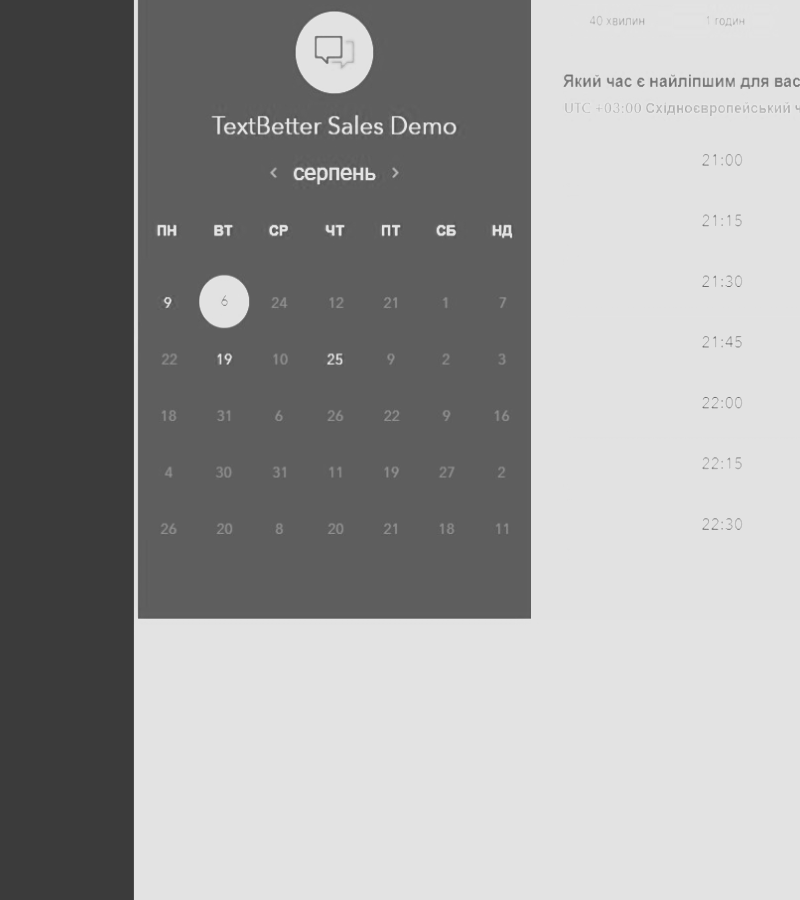 TextBetter Sales Demo
‹ серпень ›
ПН ВТ СР ЧТ ПТ СБ НД
9 6 24 12 21 1 7
22 19 10 25 9 2 3
18 31 6 26 22 9 16
4 30 31 11 19 27 2
26 20 8 20 21 18 11
40 хвилин 1 годин
Який час є найліпшим для вас
UTC +03:00 Східноєвропейський ч
21:00
21:15
21:30
21:45
22:00
22:15
22:30